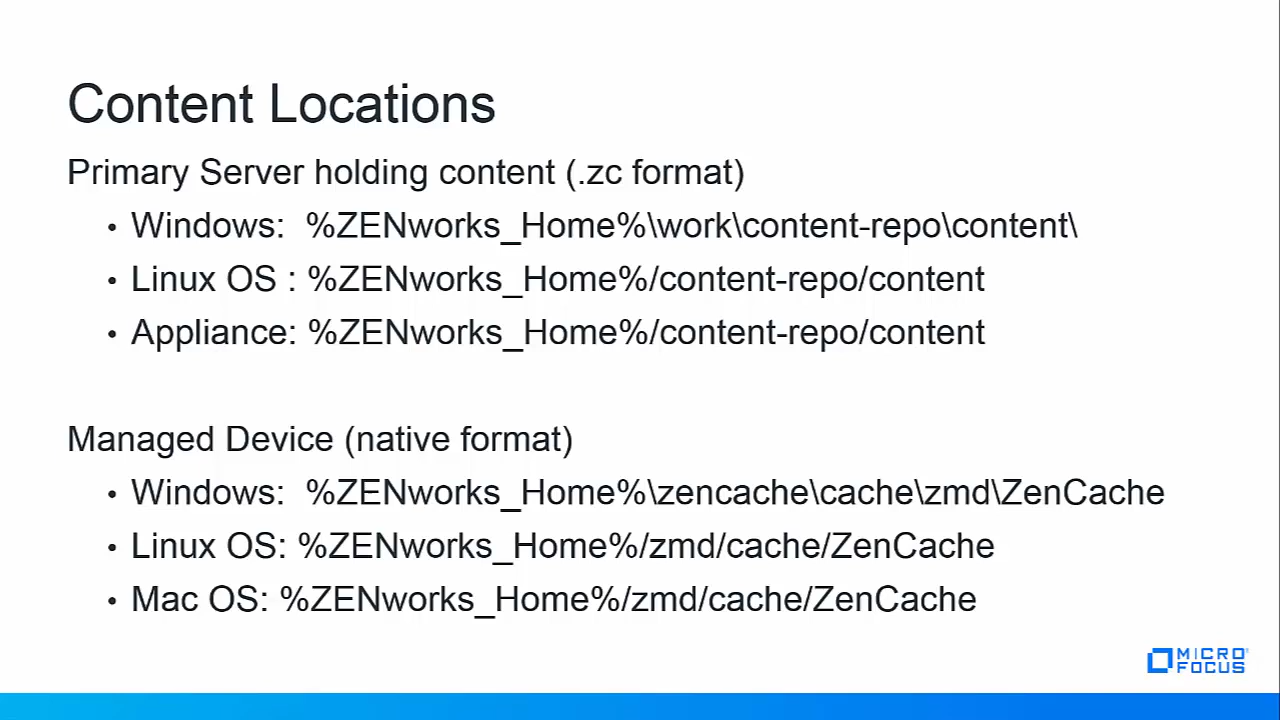 Content Locations
Primary Server holding content (.zc format)
• Windows:  %ZENworks_Home%\work\content-repo\content\
• Linux OS : %ZENworks_Home%/content-repo/content
• Appliance: %ZENworks_Home%/content-repo/content
Managed Device (native format)
• Windows:  %ZENworks_Home%\zencache\cache\zmd\ZenCache
• Linux OS: %ZENworks_Home%/zmd/cache/ZenCache
• Mac OS: %ZENworks_Home%/zmd/cache/ZenCache
MICRO
FOCUS